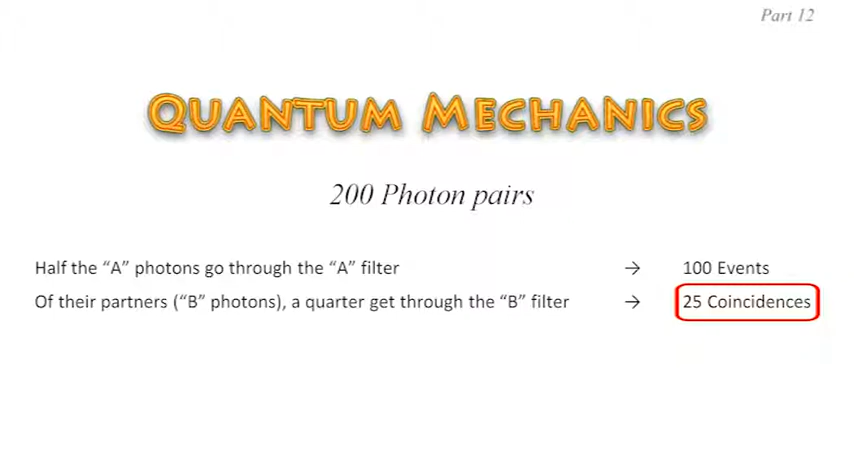 Part 12
QUANTUM MECHANICS
200 Photon pairs
Half the “A” photons go through the “A” filter → 100 Events
Of their partners (“B” photons), a quarter get through the “B” filter → 25 Coincidences